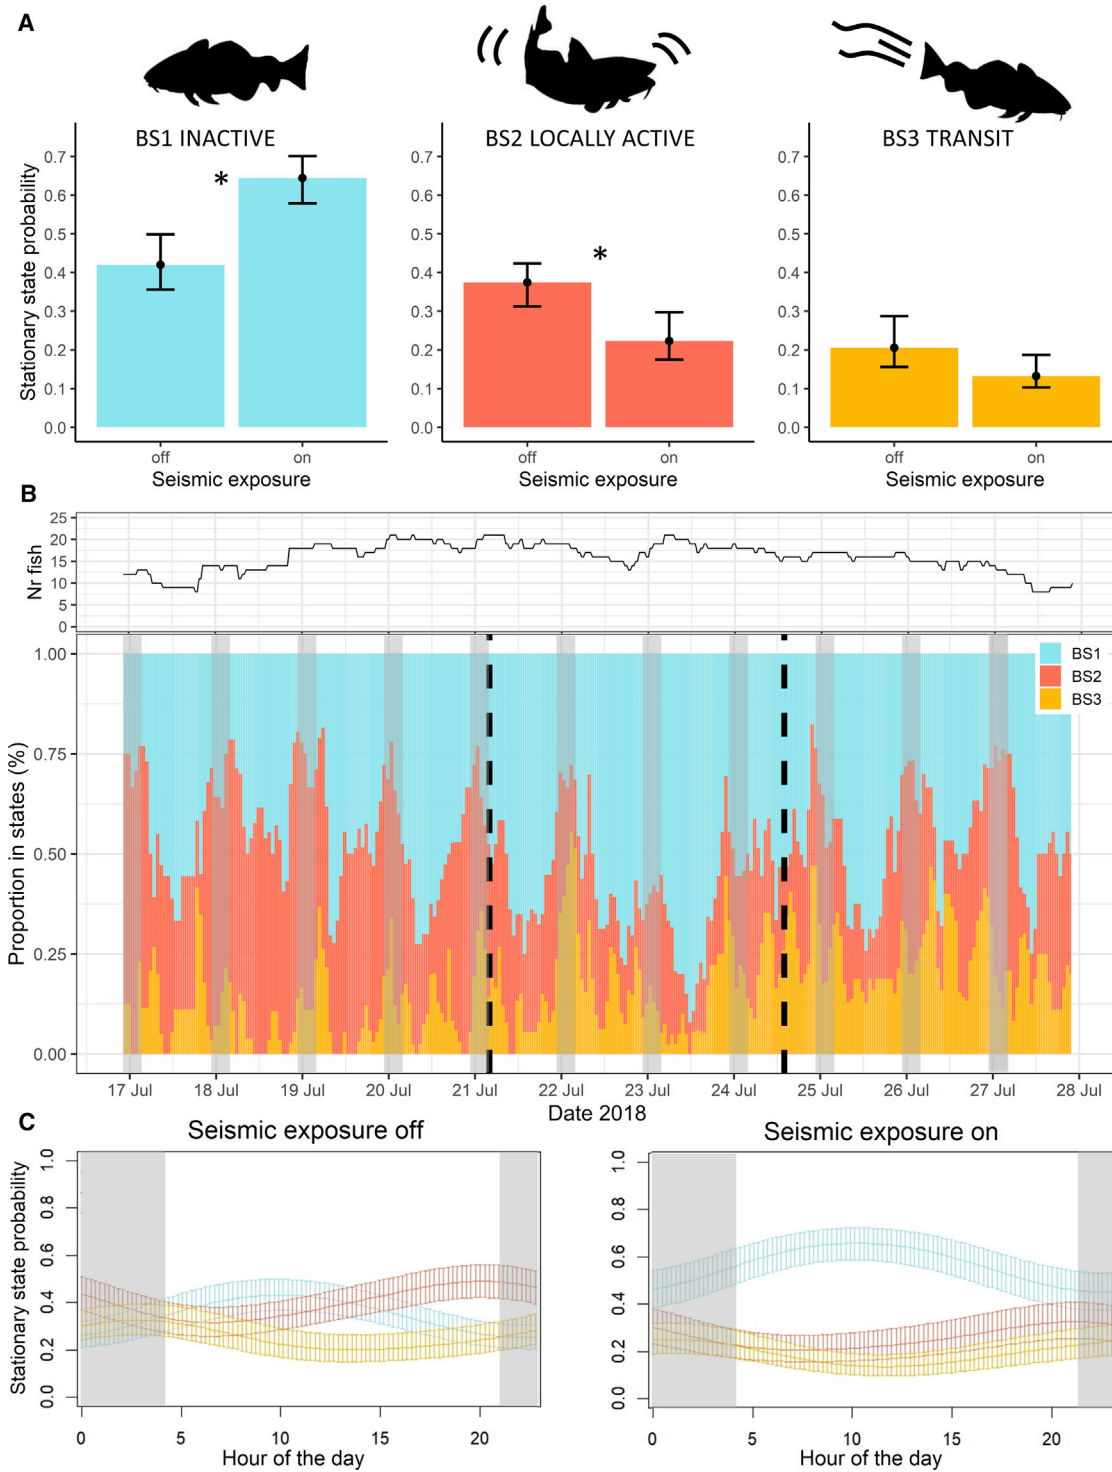 A
BS1 INACTIVE
BS2 LOCALLY ACTIVE
BS3 TRANSIT
Stationary state probability
0.7
0.6
0.5
0.4
0.3
0.2
0.1
0.0
*
off
on
Seismic exposure
0.7
0.6
0.5
0.4
0.3
0.2
0.1
0.0
*
off
on
Seismic exposure
0.7
0.6
0.5
0.4
0.3
0.2
0.1
0.0
off
on
Seismic exposure
B
Nr fish
25
20
15
10
5
0
Proportion in states (%)
1.00
0.75
0.50
0.25
0.00
BS1
BS2
BS3
17 Jul
18 Jul
19 Jul
20 Jul
21 Jul
22 Jul
23 Jul
24 Jul
25 Jul
26 Jul
27 Jul
28 Jul
Date 2018
C
Seismic exposure off
Stationary state probability
1.0
0.8
0.6
0.4
0.2
0.0
0
5
10
15
20
Hour of the day
Seismic exposure on
1.0
0.8
0.6
0.4
0.2
0.0
0
5
10
15
20
Hour of the day